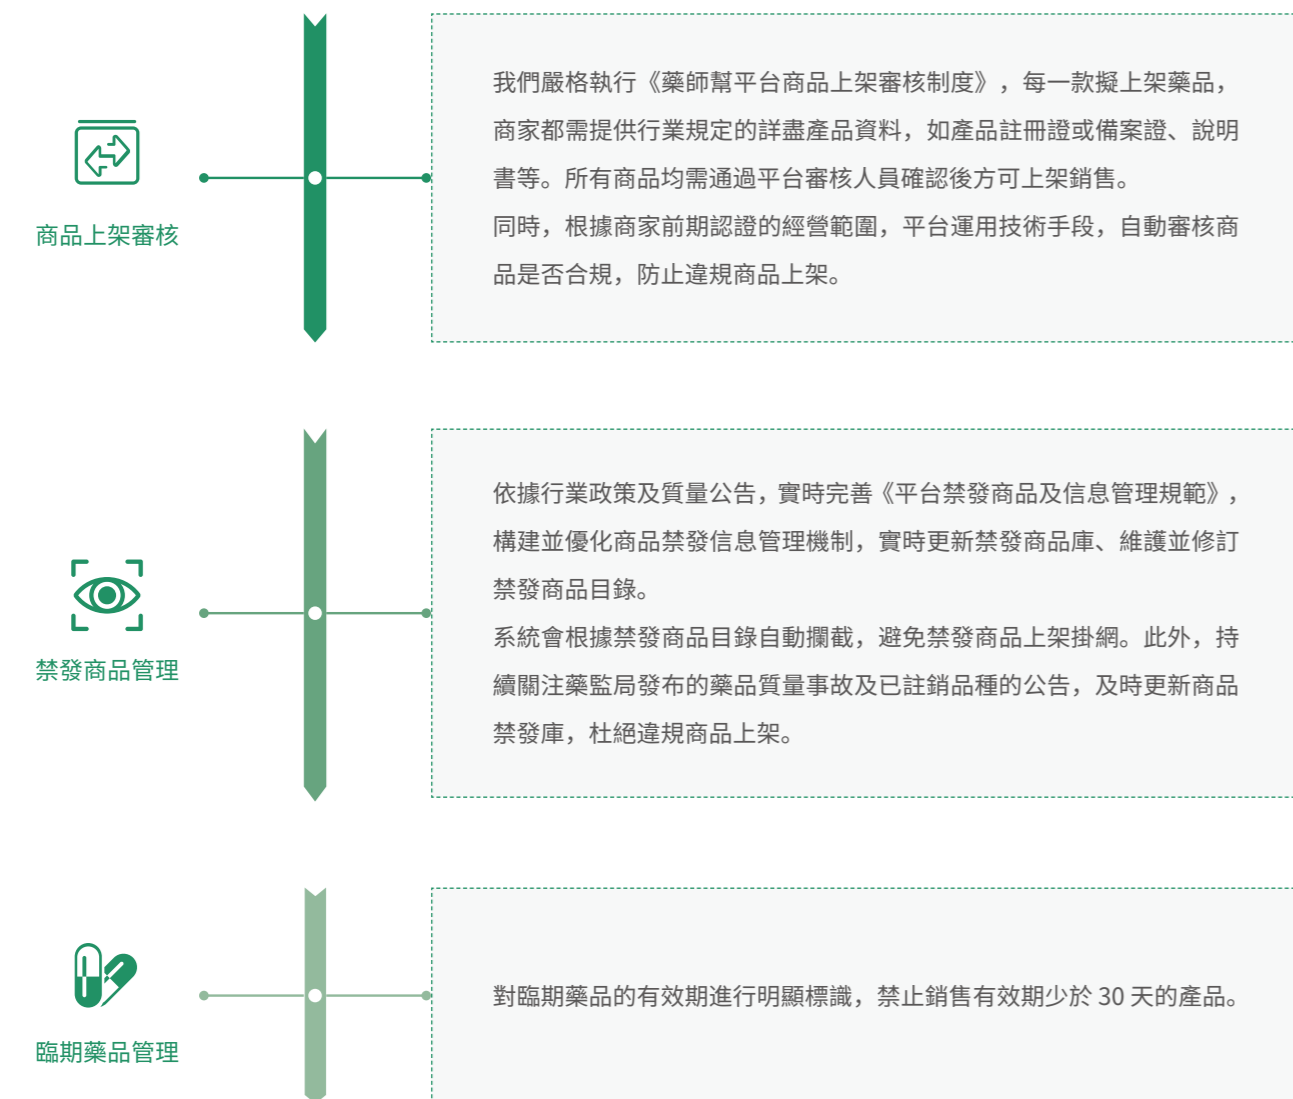 商品上架審核
我們嚴格執行《藥師幫平台商品上架審核制度》，每一款擬上架藥品，
商家都需提供行業規定的詳盡產品資料，如產品註冊證或備案證、說明
書等。所有商品均需通過平台審核人員確認後方可上架銷售。
同時，根據商家前期認證的經營範圍，平台運用技術手段，自動審核商
品是否合規，防止違規商品上架。
禁發商品管理
依據行業政策及質量公告，實時完善《平台禁發商品及信息管理規範》，
構建並優化商品禁發信息管理機制，實時更新禁發商品庫、維護並修訂
禁發商品目錄。
系統會根據禁發商品目錄自動攔截，避免禁發商品上架掛網。此外，持
續關注藥監局發布的藥品質量事故及已註銷品種的公告，及時更新商品
禁發庫，杜絕違規商品上架。
臨期藥品管理
對臨期藥品的有效期進行明顯標識，禁止銷售有效期少於 30 天的產品。